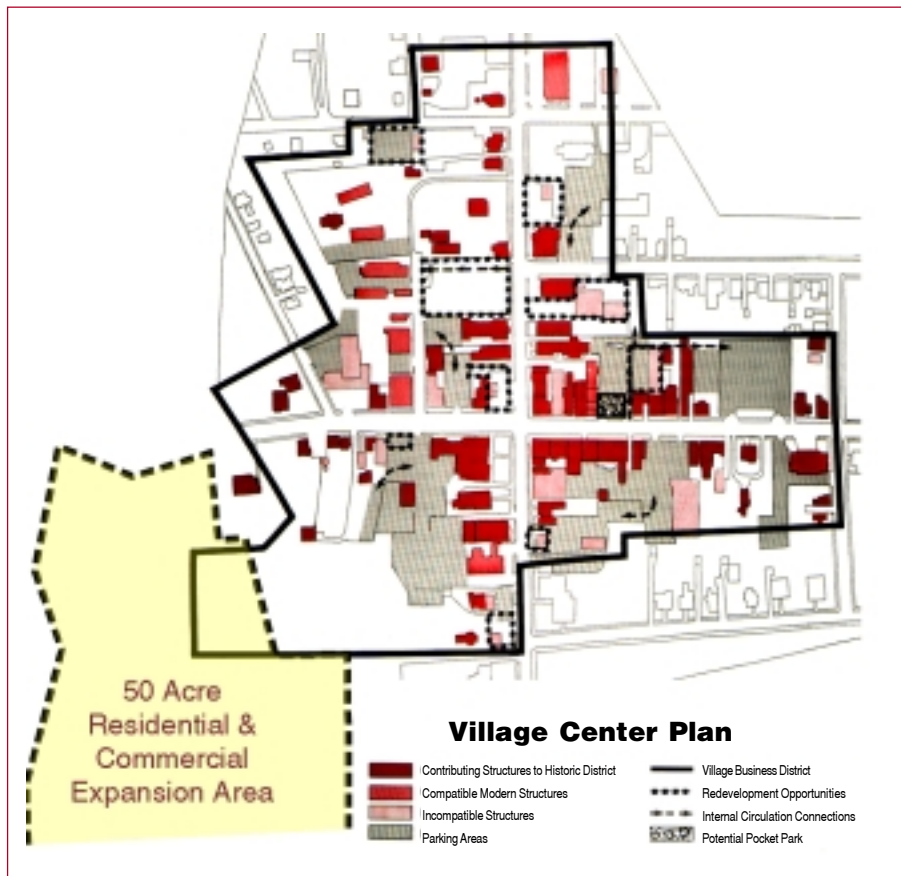 50 Acre
Residential &
Commercial
Expansion Area
Village Center Plan
Contributing Structures to Historic District
Compatible Modern Structures
Incompatible Structures
Parking Areas
Village Business District
Redevelopment Opportunities
Internal Circulation Connections
Potential Pocket Park